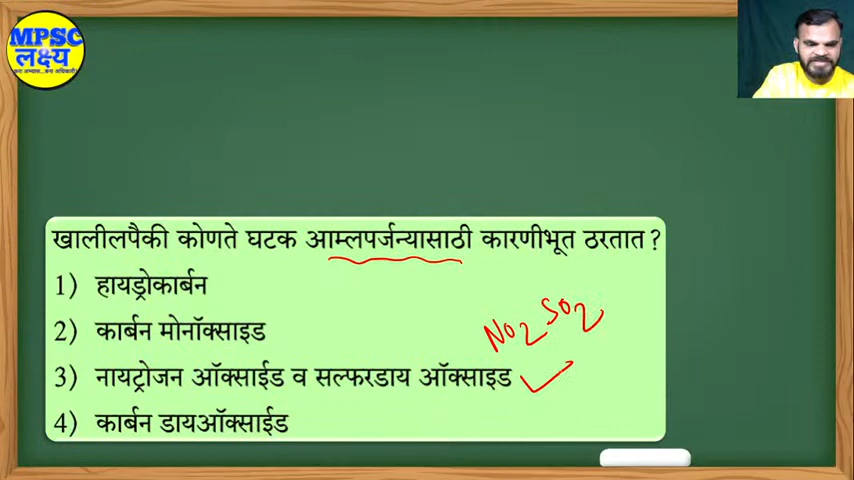 MPSC
लक्ष्य
खालीलपैकी कोणते घटक आम्लपर्जन्यासाठी कारणीभूत ठरतात ?
1) हायड्रोकार्बन
2) कार्बन मोनॉक्साइड
NO2 SO2
3) नायट्रोजन ऑक्साईड व सल्फरडाय ऑक्साइड
4) कार्बन डायऑक्साईड